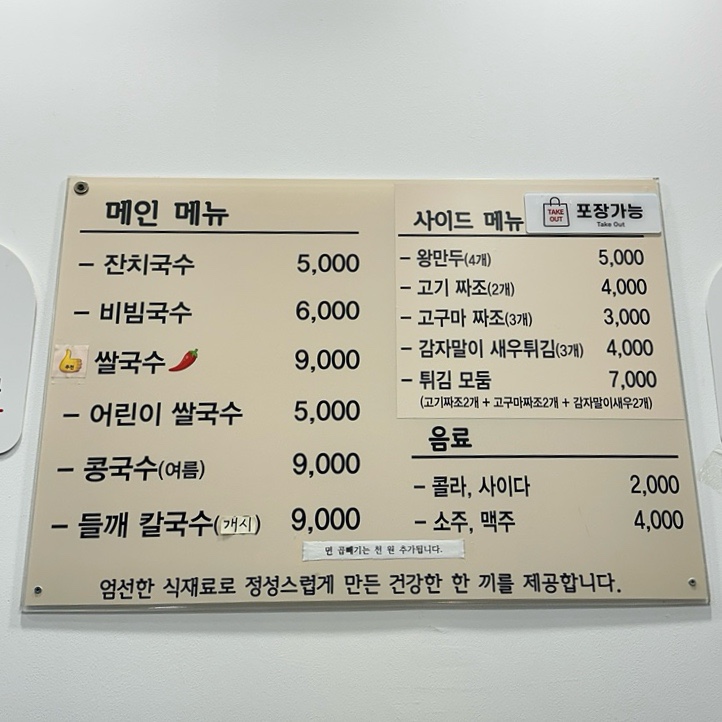 메인 메뉴
– 잔치국수 5,000
– 비빔국수 6,000
쌀국수 9,000
– 어린이 쌀국수 5,000
– 콩국수(여름) 9,000
– 들깨 칼국수(개시) 9,000
면 곱빼기는 천 원 추가됩니다.
사이드 메뉴
TAKE OUT
포장가능
Take Out
– 왕만두(4개) 5,000
– 고기 짜조(2개) 4,000
– 고구마 짜조(3개) 3,000
– 감자말이 새우튀김(3개) 4,000
– 튀김 모둠 7,000
(고기짜조2개 + 고구마짜조2개 + 감자말이새우2개)
음료
– 콜라, 사이다 2,000
– 소주, 맥주 4,000
엄선한 식재료로 정성스럽게 만든 건강한 한 끼를 제공합니다.